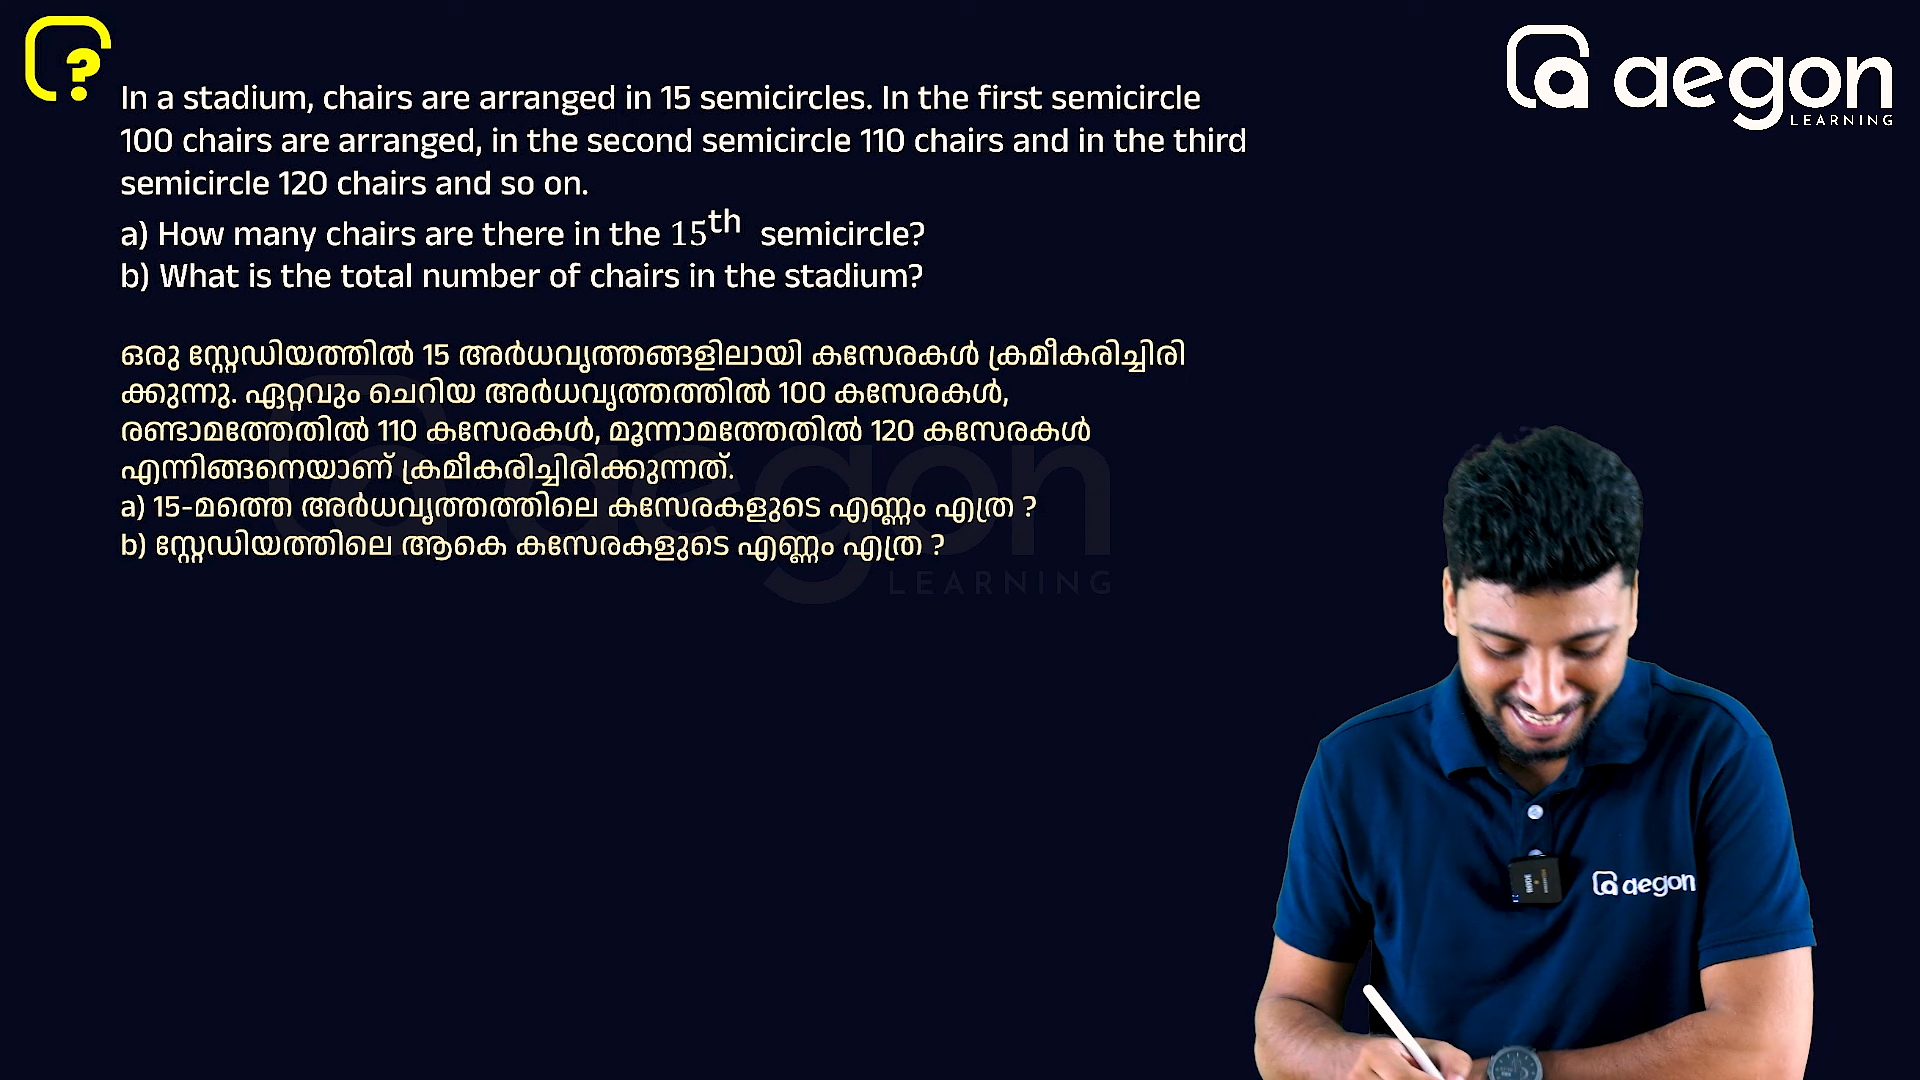 ?
aegon
LEARNING
In a stadium, chairs are arranged in 15 semicircles. In the first semicircle
100 chairs are arranged, in the second semicircle 110 chairs and in the third
semicircle 120 chairs and so on.
a) How many chairs are there in the 15th semicircle?
b) What is the total number of chairs in the stadium?
ഒരു സ്റ്റേഡിയത്തിൽ 15 അർധവൃത്തങ്ങളിലായി കസേരകൾ ക്രമീകരിച്ചിരി
ക്കുന്നു. ഏറ്റവും ചെറിയ അർധവൃത്തത്തിൽ 100 കസേരകൾ,
രണ്ടാമത്തേതിൽ 110 കസേരകൾ, മൂന്നാമത്തേതിൽ 120 കസേരകൾ
എന്നിങ്ങനെയാണ് ക്രമീകരിച്ചിരിക്കുന്നത്.
a) 15-മത്തെ അർധവൃത്തത്തിലെ കസേരകളുടെ എണ്ണം എത്ര ?
b) സ്റ്റേഡിയത്തിലെ ആകെ കസേരകളുടെ എണ്ണം എത്ര ?
aegon
LEARNING
aegon